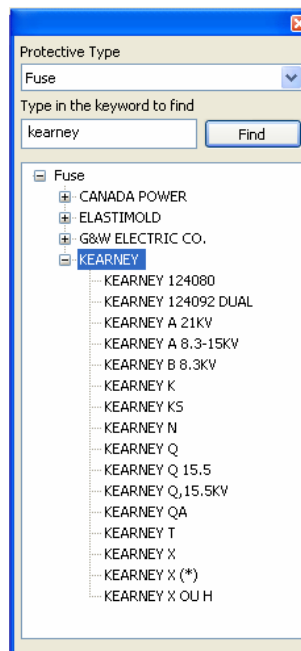 Protective Type
Fuse
Type in the keyword to find
kearney Find
Fuse
CANADA POWER
ELASTIMOLD
G&W ELECTRIC CO.
KEARNEY
KEARNEY 124080
KEARNEY 124092 DUAL
KEARNEY A 21KV
KEARNEY A 8.3-15KV
KEARNEY B 8.3KV
KEARNEY K
KEARNEY KS
KEARNEY N
KEARNEY Q
KEARNEY Q 15.5
KEARNEY Q,15.5KV
KEARNEY QA
KEARNEY T
KEARNEY X
KEARNEY X (*)
KEARNEY X OU H